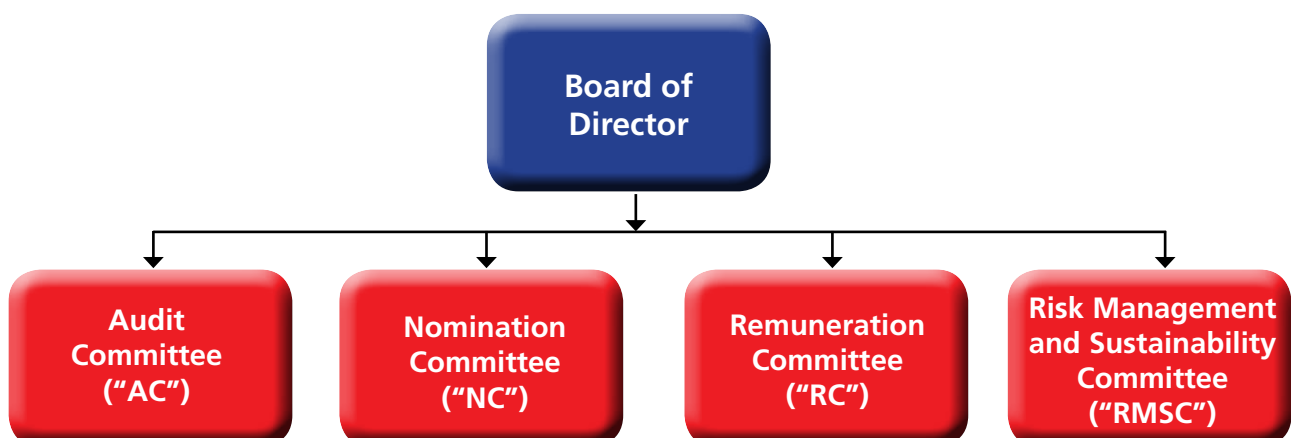 Board of
Director
Audit
Committee
(“AC”)
Nomination
Committee
(“NC”)
Remuneration
Committee
(“RC”)
Risk Management
and Sustainability
Committee
(“RMSC”)